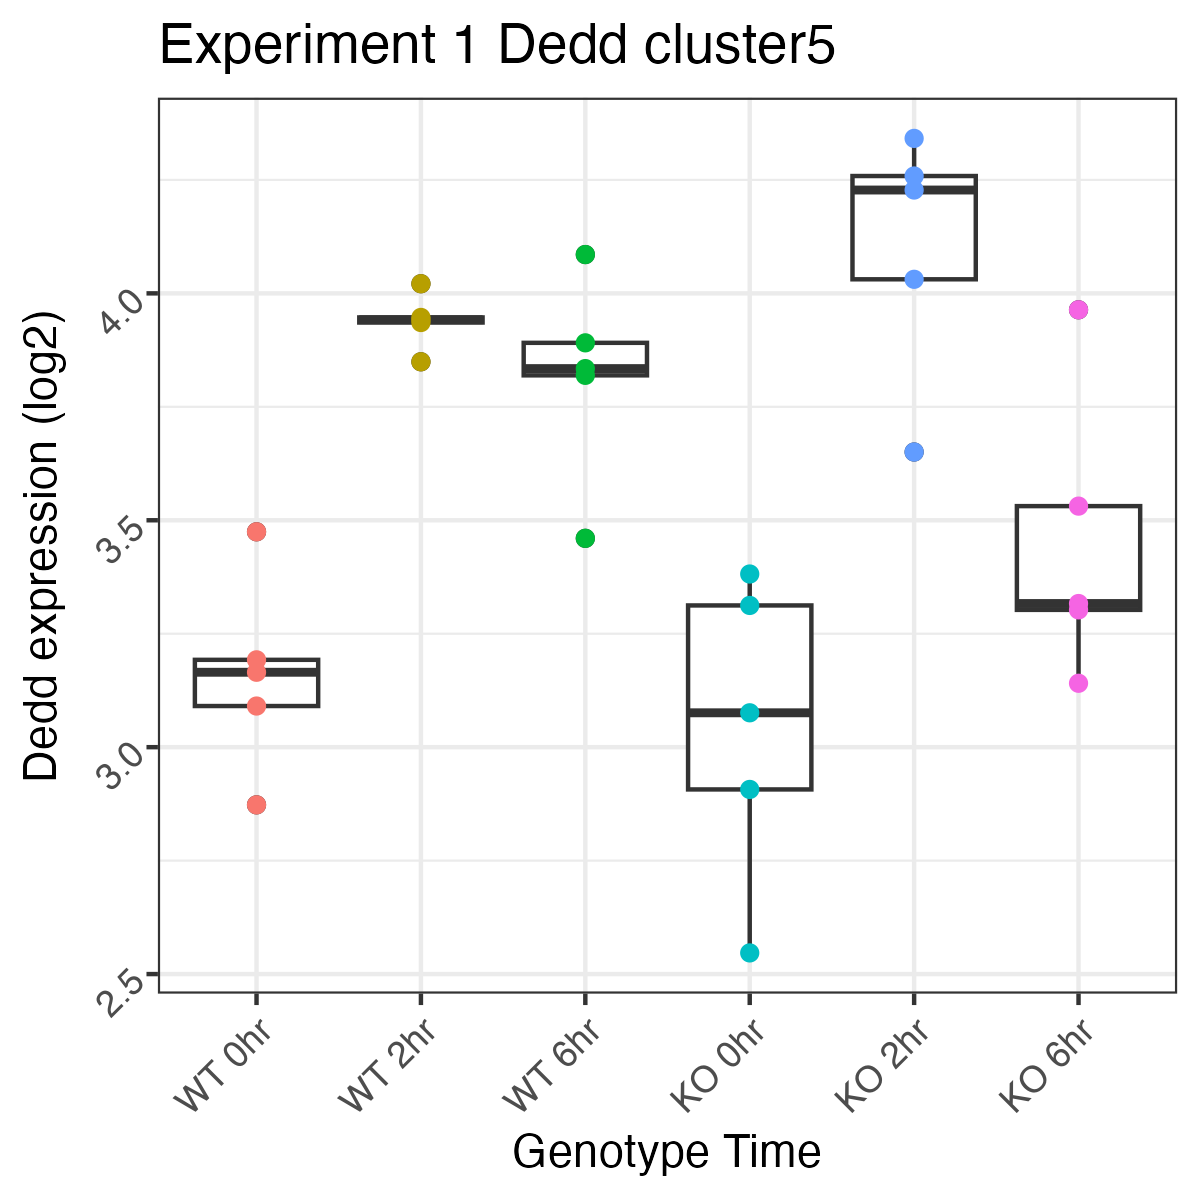 Experiment 1 Dedd cluster5
Dedd expression (log2)
4.0
3.5
3.0
2.5
WT 0hr
WT 2hr
WT 6hr
KO 0hr
KO 2hr
KO 6hr
Genotype Time